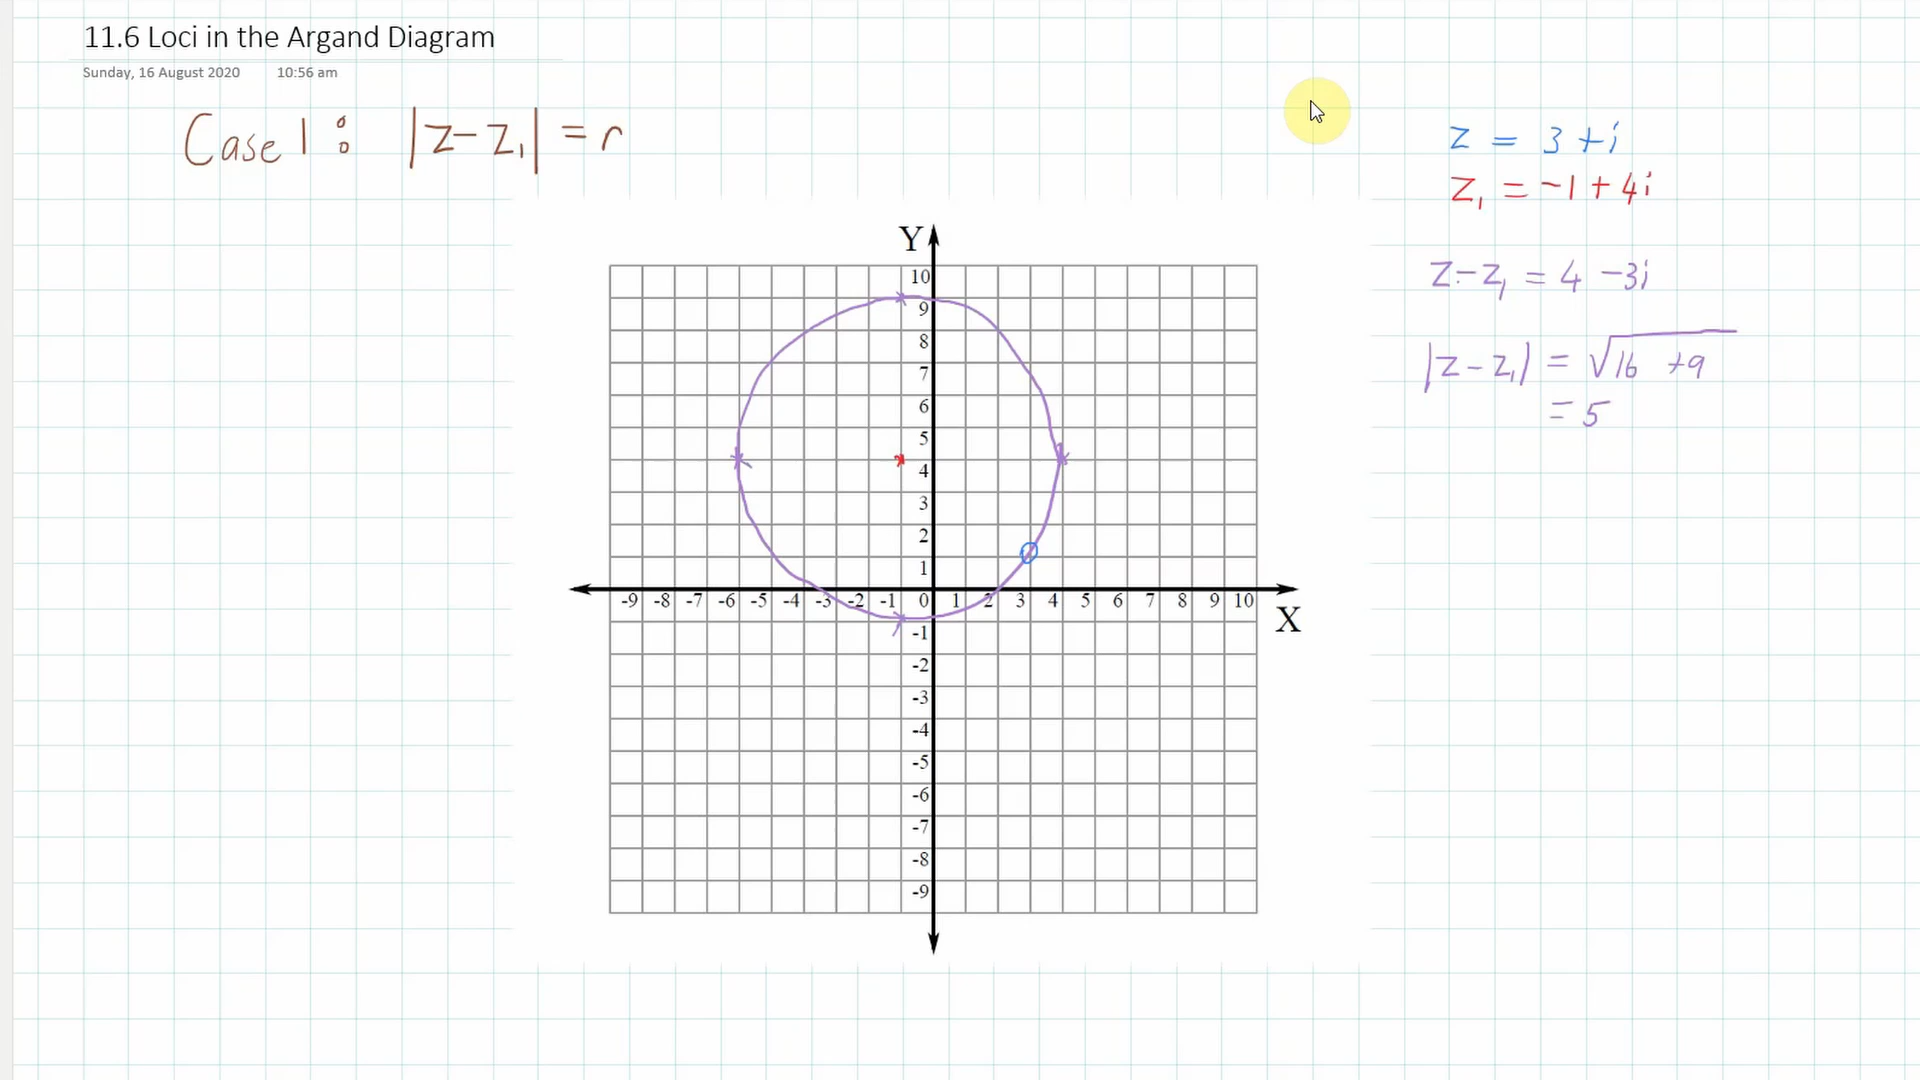 11.6 Loci in the Argand Diagram
Sunday, 16 August 2020 10:56 am
Case 1 : |z-z₁| = r
z = 3 + i
z₁ = -1 + 4i
z - z₁ = 4 - 3i
|z - z₁| = √16 + 9
= 5
Y
10
9
8
7
6
5
4
3
2
1
-9 -8 -7 -6 -5 -4 -3 -2 -1 0 1 2 3 4 5 6 7 8 9 10
X
-1
-2
-3
-4
-5
-6
-7
-8
-9